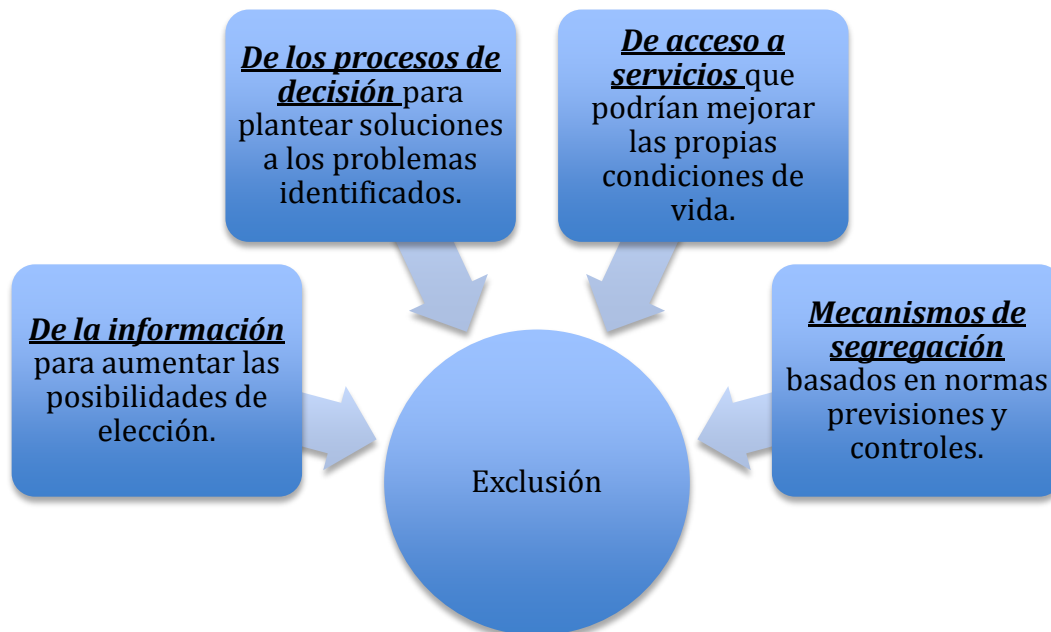 De los procesos de
decisión para
plantear soluciones
a los problemas
identificados.
De acceso a
servicios que
podrían mejorar
las propias
condiciones de
vida.
De la información
para aumentar las
posibilidades de
elección.
Mecanismos de
segregación
basados en normas
previsiones y
controles.
Exclusión